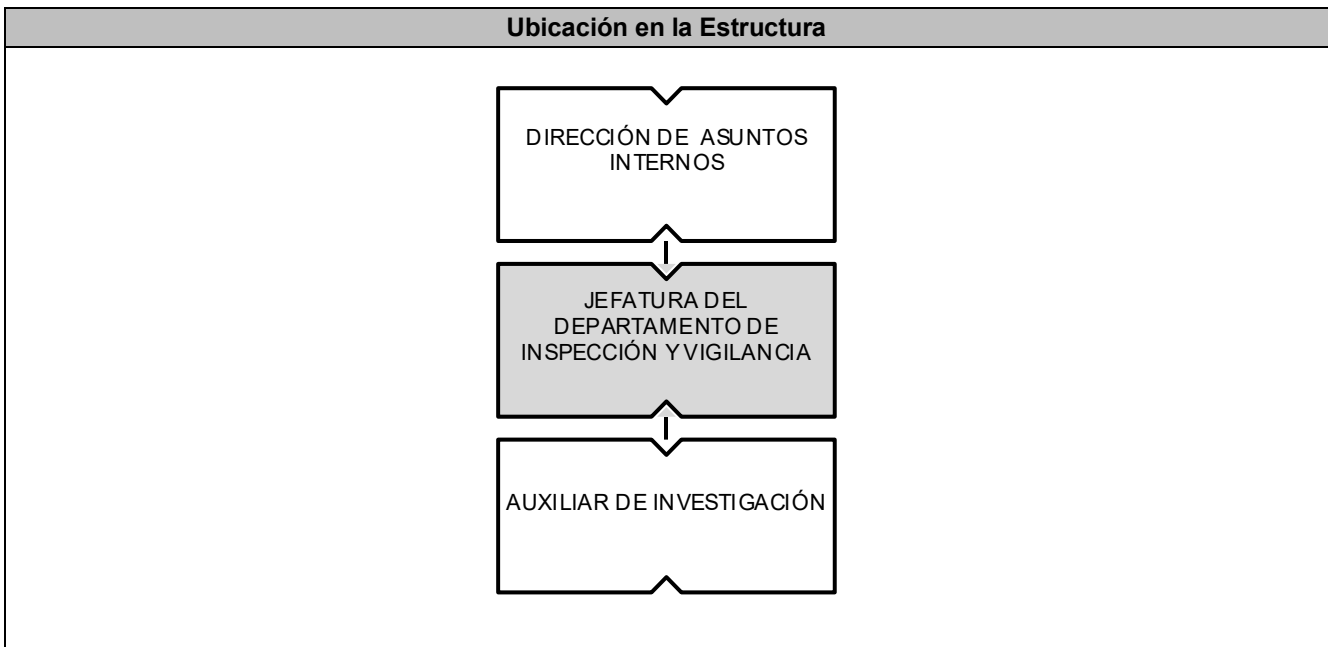 Ubicación en la Estructura
DIRECCIÓN DE ASUNTOS
INTERNOS
JEFATURA DEL
DEPARTAMENTO DE
INSPECCIÓN Y VIGILANCIA
AUXILIAR DE INVESTIGACIÓN